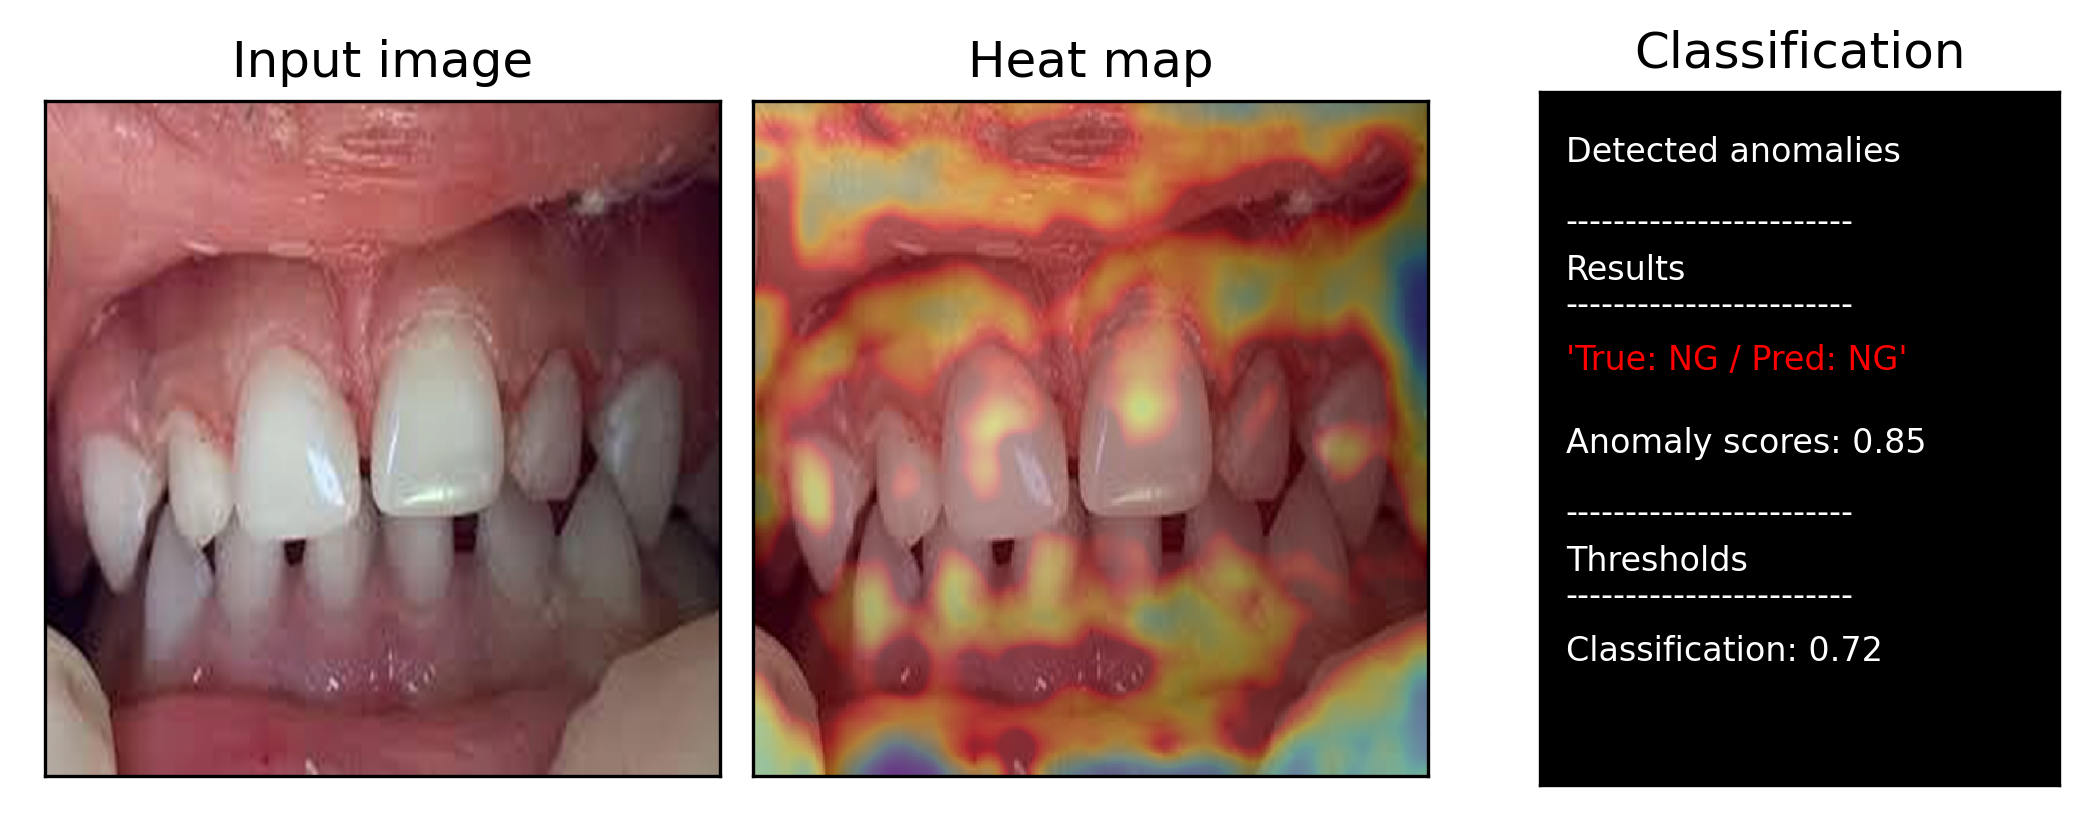 Input image
Heat map
Classification
Detected anomalies
------------------------
Results
------------------------
'True: NG / Pred: NG'
Anomaly scores: 0.85
------------------------
Thresholds
------------------------
Classification: 0.72